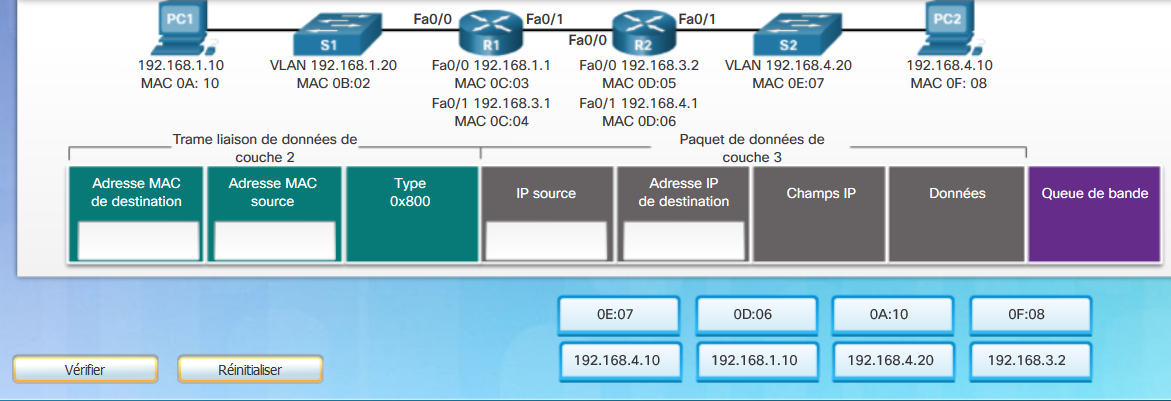 PC1
S1
Fa0/0
R1
Fa0/1
Fa0/0
R2
Fa0/1
S2
PC2
192.168.1.10
MAC 0A: 10
VLAN 192.168.1.20
MAC 0B:02
Fa0/0 192.168.1.1
MAC 0C:03
Fa0/1 192.168.3.1
MAC 0C:04
Fa0/0 192.168.3.2
MAC 0D:05
Fa0/1 192.168.4.1
MAC 0D:06
VLAN 192.168.4.20
MAC 0E:07
192.168.4.10
MAC 0F: 08
Trame liaison de données de
couche 2
Paquet de données de
couche 3
Adresse MAC
de destination
Adresse MAC
source
Type
0x800
IP source
Adresse IP
de destination
Champs IP
Données
Queue de bande
0E:07
0D:06
0A:10
0F:08
192.168.4.10
192.168.1.10
192.168.4.20
192.168.3.2
Vérifier
Réinitialiser